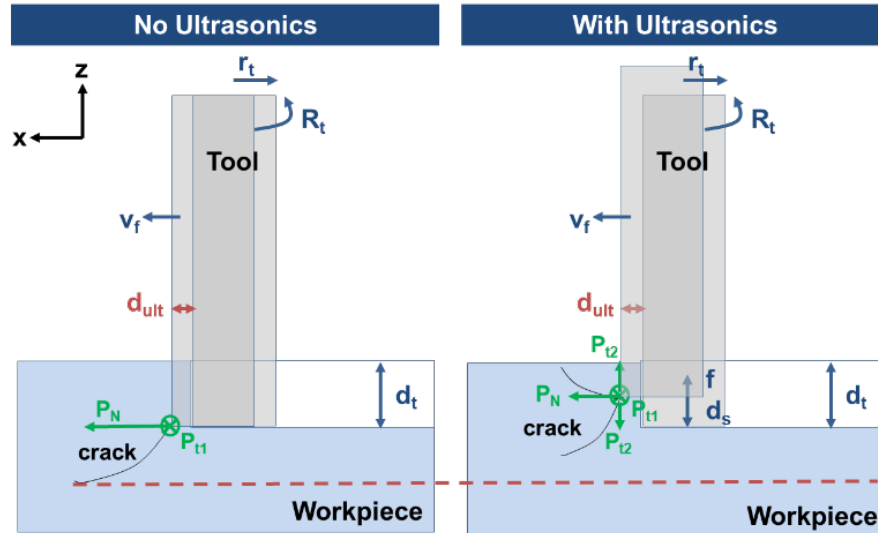 No Ultrasonics
z
x
r_t
R_t
Tool
v_f
d_ult
d_t
P_N
P_t1
crack
Workpiece
With Ultrasonics
r_t
R_t
Tool
v_f
d_ult
P_t2
f
P_N
P_t1
d_s
d_t
crack
P_t2
Workpiece